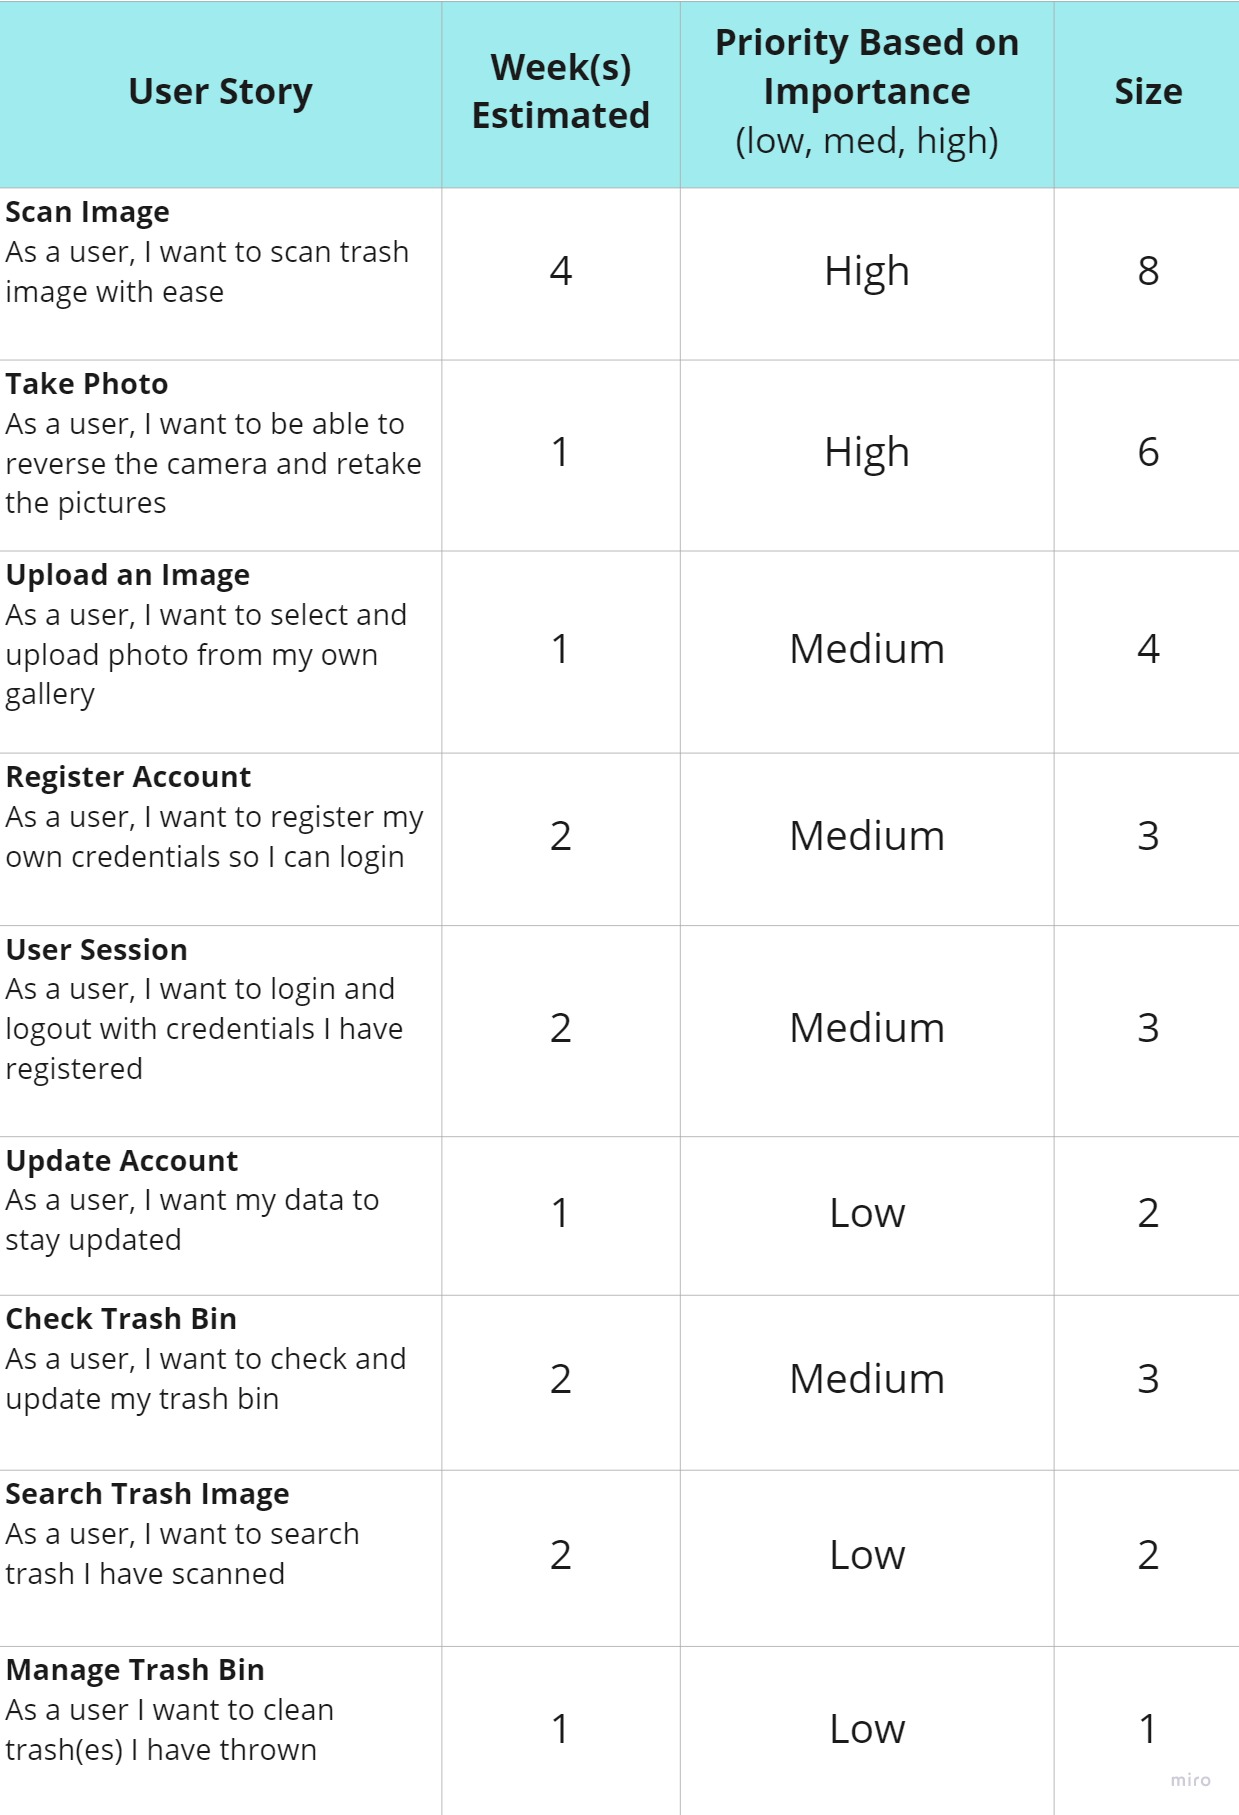 User Story
Week(s)
Estimated
Priority Based on
Importance
(low, med, high)
Size
Scan Image
As a user, I want to scan trash
image with ease
4
High
8
Take Photo
As a user, I want to be able to
reverse the camera and retake
the pictures
1
High
6
Upload an Image
As a user, I want to select and
upload photo from my own
gallery
1
Medium
4
Register Account
As a user, I want to register my
own credentials so I can login
2
Medium
3
User Session
As a user, I want to login and
logout with credentials I have
registered
2
Medium
3
Update Account
As a user, I want my data to
stay updated
1
Low
2
Check Trash Bin
As a user, I want to check and
update my trash bin
2
Medium
3
Search Trash Image
As a user, I want to search
trash I have scanned
2
Low
2
Manage Trash Bin
As a user I want to clean
trash(es) I have thrown
1
Low
1
miro